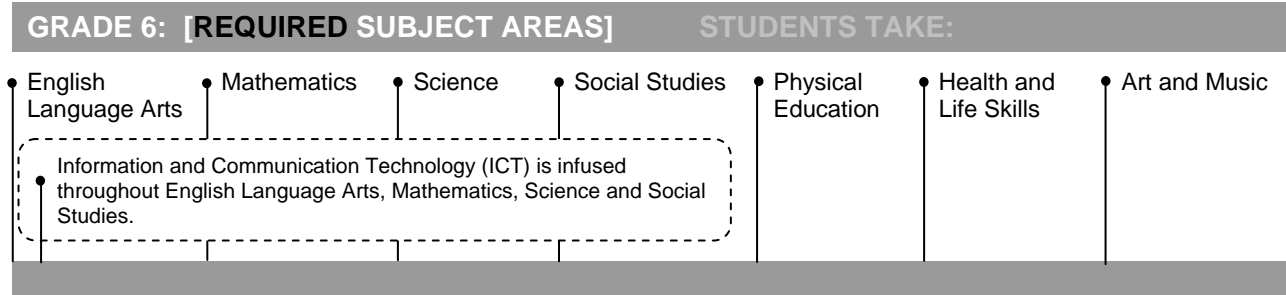 GRADE 6: [REQUIRED SUBJECT AREAS] STUDENTS TAKE:
English
Language Arts
Mathematics
Science
Social Studies
Physical
Education
Health and
Life Skills
Art and Music
Information and Communication Technology (ICT) is infused
throughout English Language Arts, Mathematics, Science and Social
Studies.